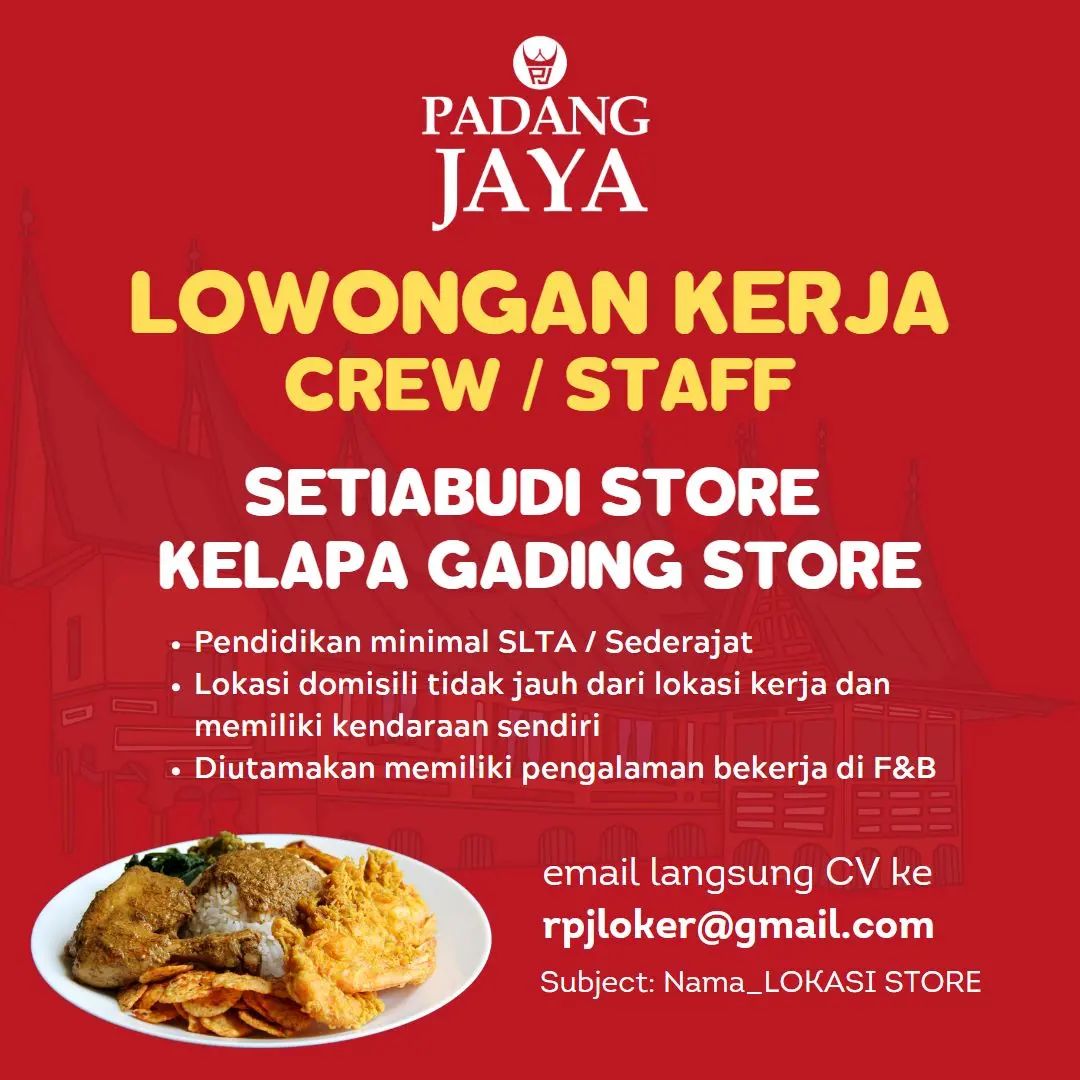 PJ
PADANG
JAYA
LOWONGAN KERJA
CREW / STAFF
SETIABUDI STORE
KELAPA GADING STORE
• Pendidikan minimal SLTA / Sederajat
• Lokasi domisili tidak jauh dari lokasi kerja dan
memiliki kendaraan sendiri
• Diutamakan memiliki pengalaman bekerja di F&B
email langsung CV ke
rpjloker@gmail.com
Subject: Nama_LOKASI STORE